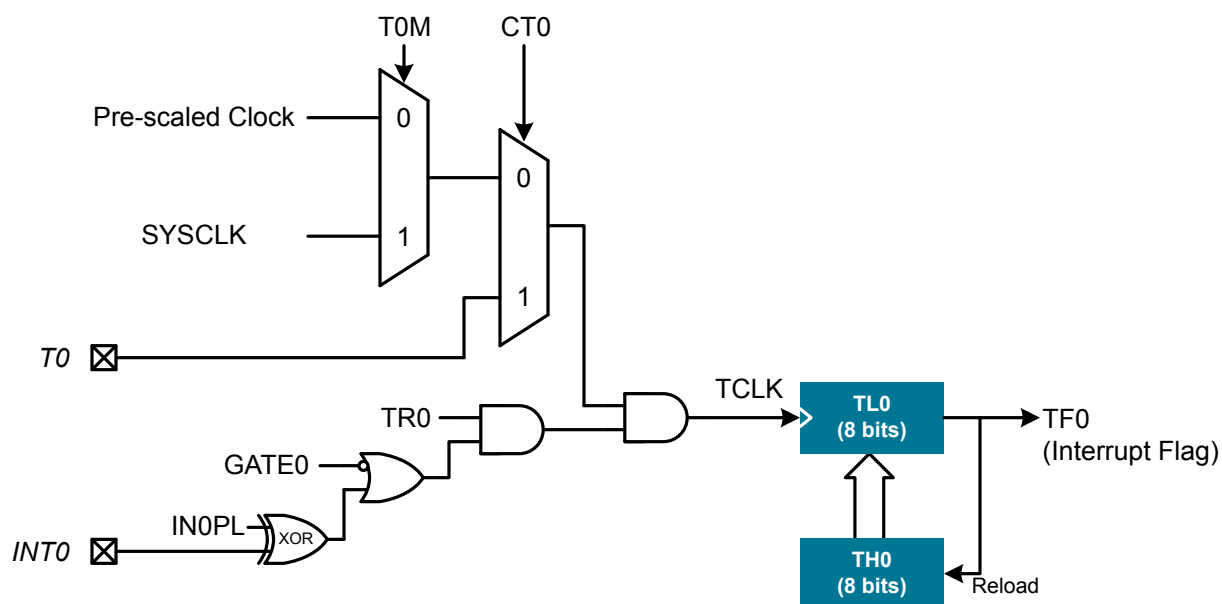 T0M
CT0
Pre-scaled Clock
0
0
SYSCLK
1
1
T0
TCLK
TR0
TL0
(8 bits)
TF0
(Interrupt Flag)
GATE0
IN0PL
XOR
INT0
TH0
(8 bits)
Reload